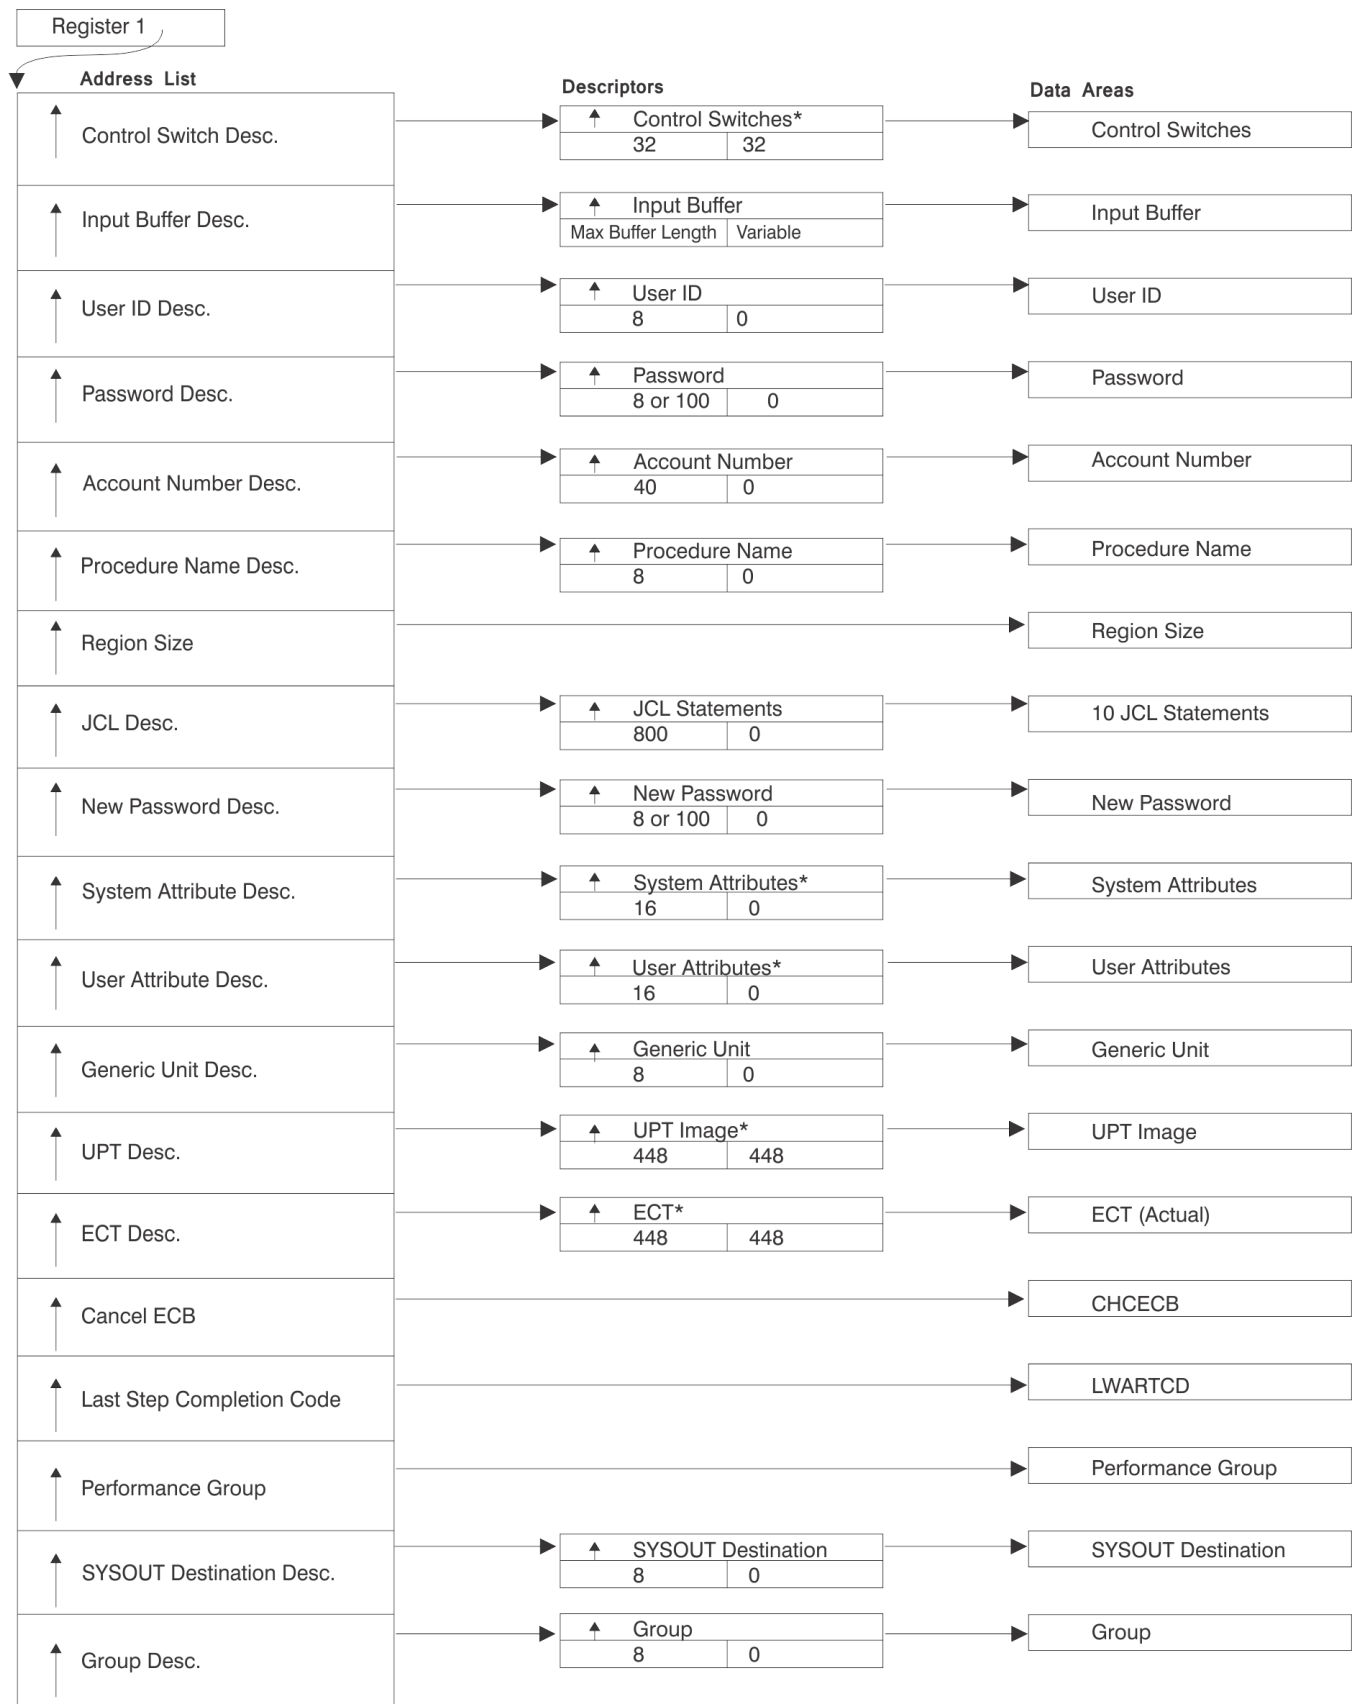 Register 1
Address List
Descriptors
Data Areas
Control Switch Desc.
Control Switches*
32 32
Control Switches
Input Buffer Desc.
Input Buffer
Max Buffer Length Variable
Input Buffer
User ID Desc.
User ID
8 0
User ID
Password Desc.
Password
8 or 100 0
Password
Account Number Desc.
Account Number
40 0
Account Number
Procedure Name Desc.
Procedure Name
8 0
Procedure Name
Region Size
Region Size
JCL Desc.
JCL Statements
800 0
10 JCL Statements
New Password Desc.
New Password
8 or 100 0
New Password
System Attribute Desc.
System Attributes*
16 0
System Attributes
User Attribute Desc.
User Attributes*
16 0
User Attributes
Generic Unit Desc.
Generic Unit
8 0
Generic Unit
UPT Desc.
UPT Image*
448 448
UPT Image
ECT Desc.
ECT*
448 448
ECT (Actual)
Cancel ECB
CHCECB
Last Step Completion Code
LWARTCD
Performance Group
Performance Group
SYSOUT Destination Desc.
SYSOUT Destination
8 0
SYSOUT Destination
Group Desc.
Group
8 0
Group